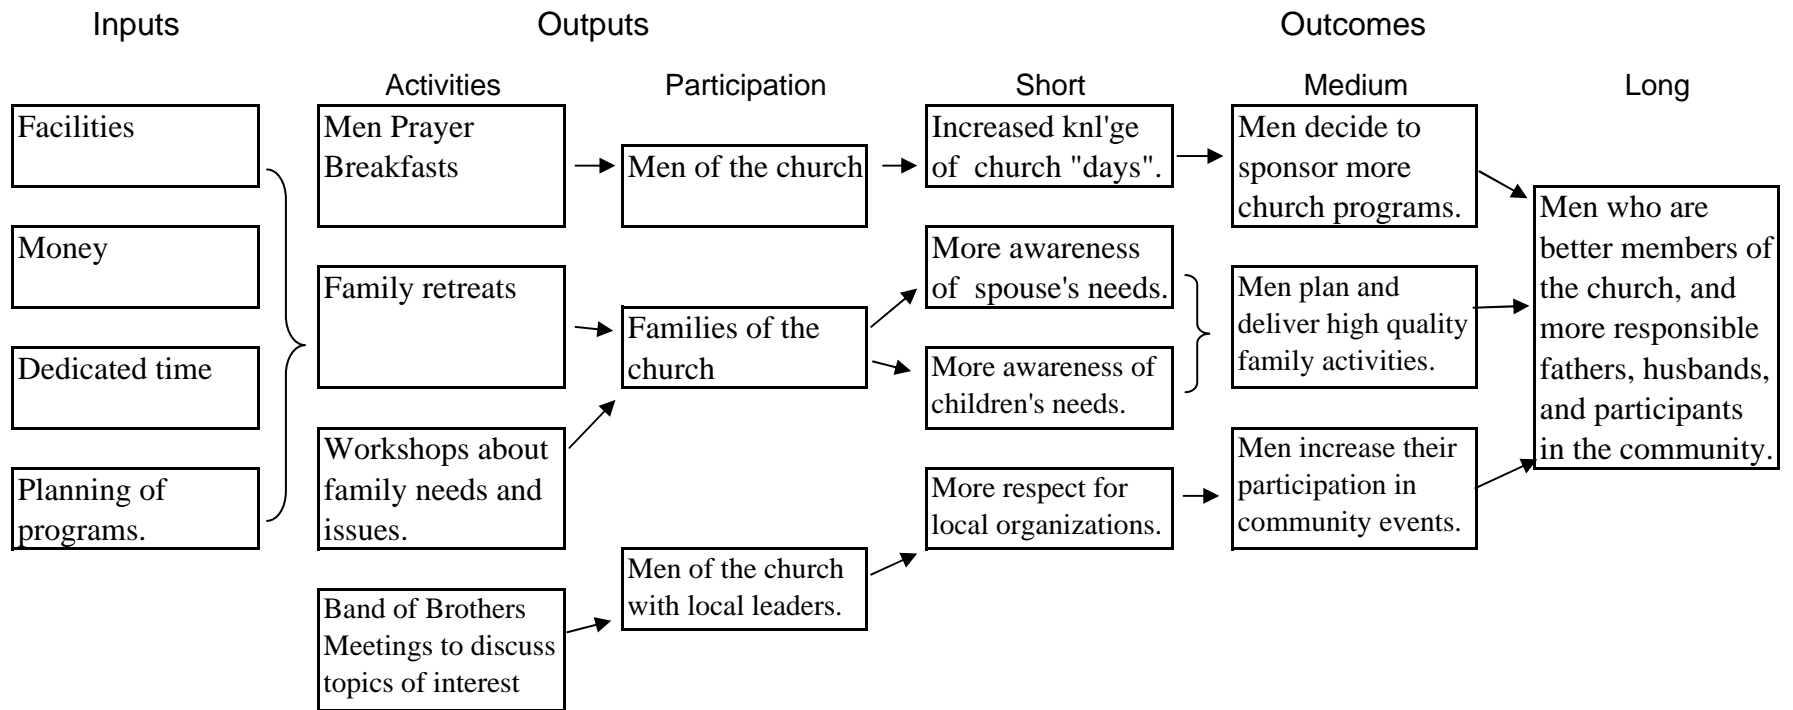 Inputs
Outputs
Outcomes
Activities
Participation
Short
Medium
Long
Facilities
Money
Dedicated time
Planning of
programs.
Men Prayer
Breakfasts
Family retreats
Workshops about
family needs and
issues.
Band of Brothers
Meetings to discuss
topics of interest
Men of the church
Families of the
church
Men of the church
with local leaders.
Increased knl'ge
of church "days".
More awareness
of spouse's needs.
More awareness of
children's needs.
More respect for
local organizations.
Men decide to
sponsor more
church programs.
Men plan and
deliver high quality
family activities.
Men increase their
participation in
community events.
Men who are
better members of
the church, and
more responsible
fathers, husbands,
and participants
in the community.